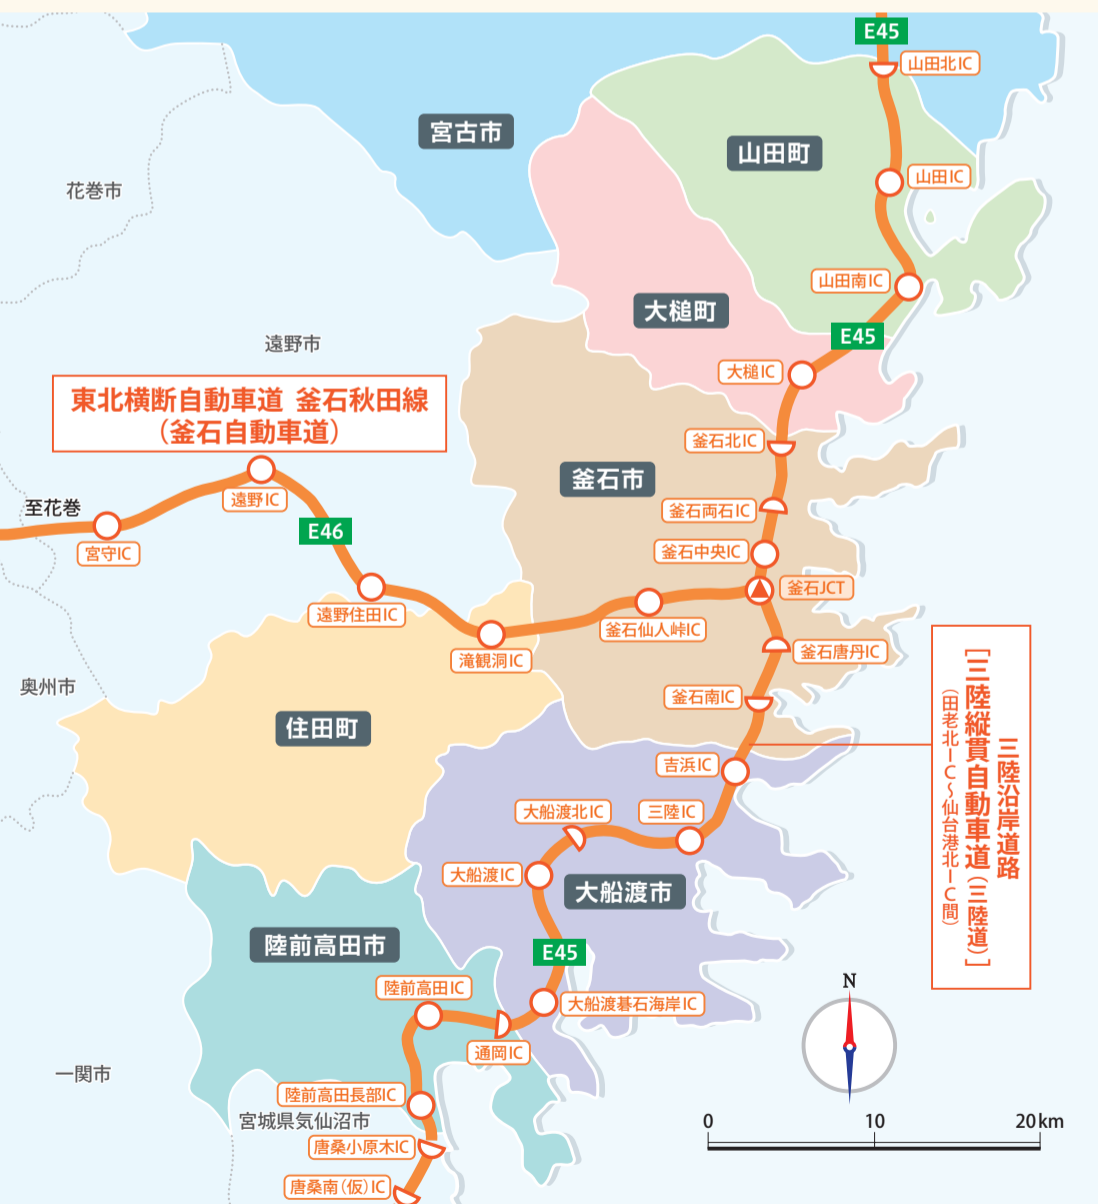 E45
山田北IC
宮古市
山田町
山田IC
花巻市
山田南IC
大槌町
E45
遠野市
大槌IC
東北横断自動車道 釜石秋田線
（釜石自動車道）
釜石北IC
釜石市
遠野IC
至花巻
釜石両石IC
E46
宮守IC
釜石中央IC
釜石JCT
遠野住田IC
釜石仙人峠IC
滝観洞IC
釜石唐丹IC
奥州市
釜石南IC
住田町
三陸沿岸道路
［三陸縦貫自動車道（三陸道）］
（田老北IC～仙台港北IC間）
吉浜IC
大船渡北IC
三陸IC
大船渡IC
大船渡市
陸前高田市
E45
陸前高田IC
N
大船渡碁石海岸IC
通岡IC
一関市
陸前高田長部IC
宮城県気仙沼市
唐桑小原木IC
唐桑南（仮）IC
0 10 20km